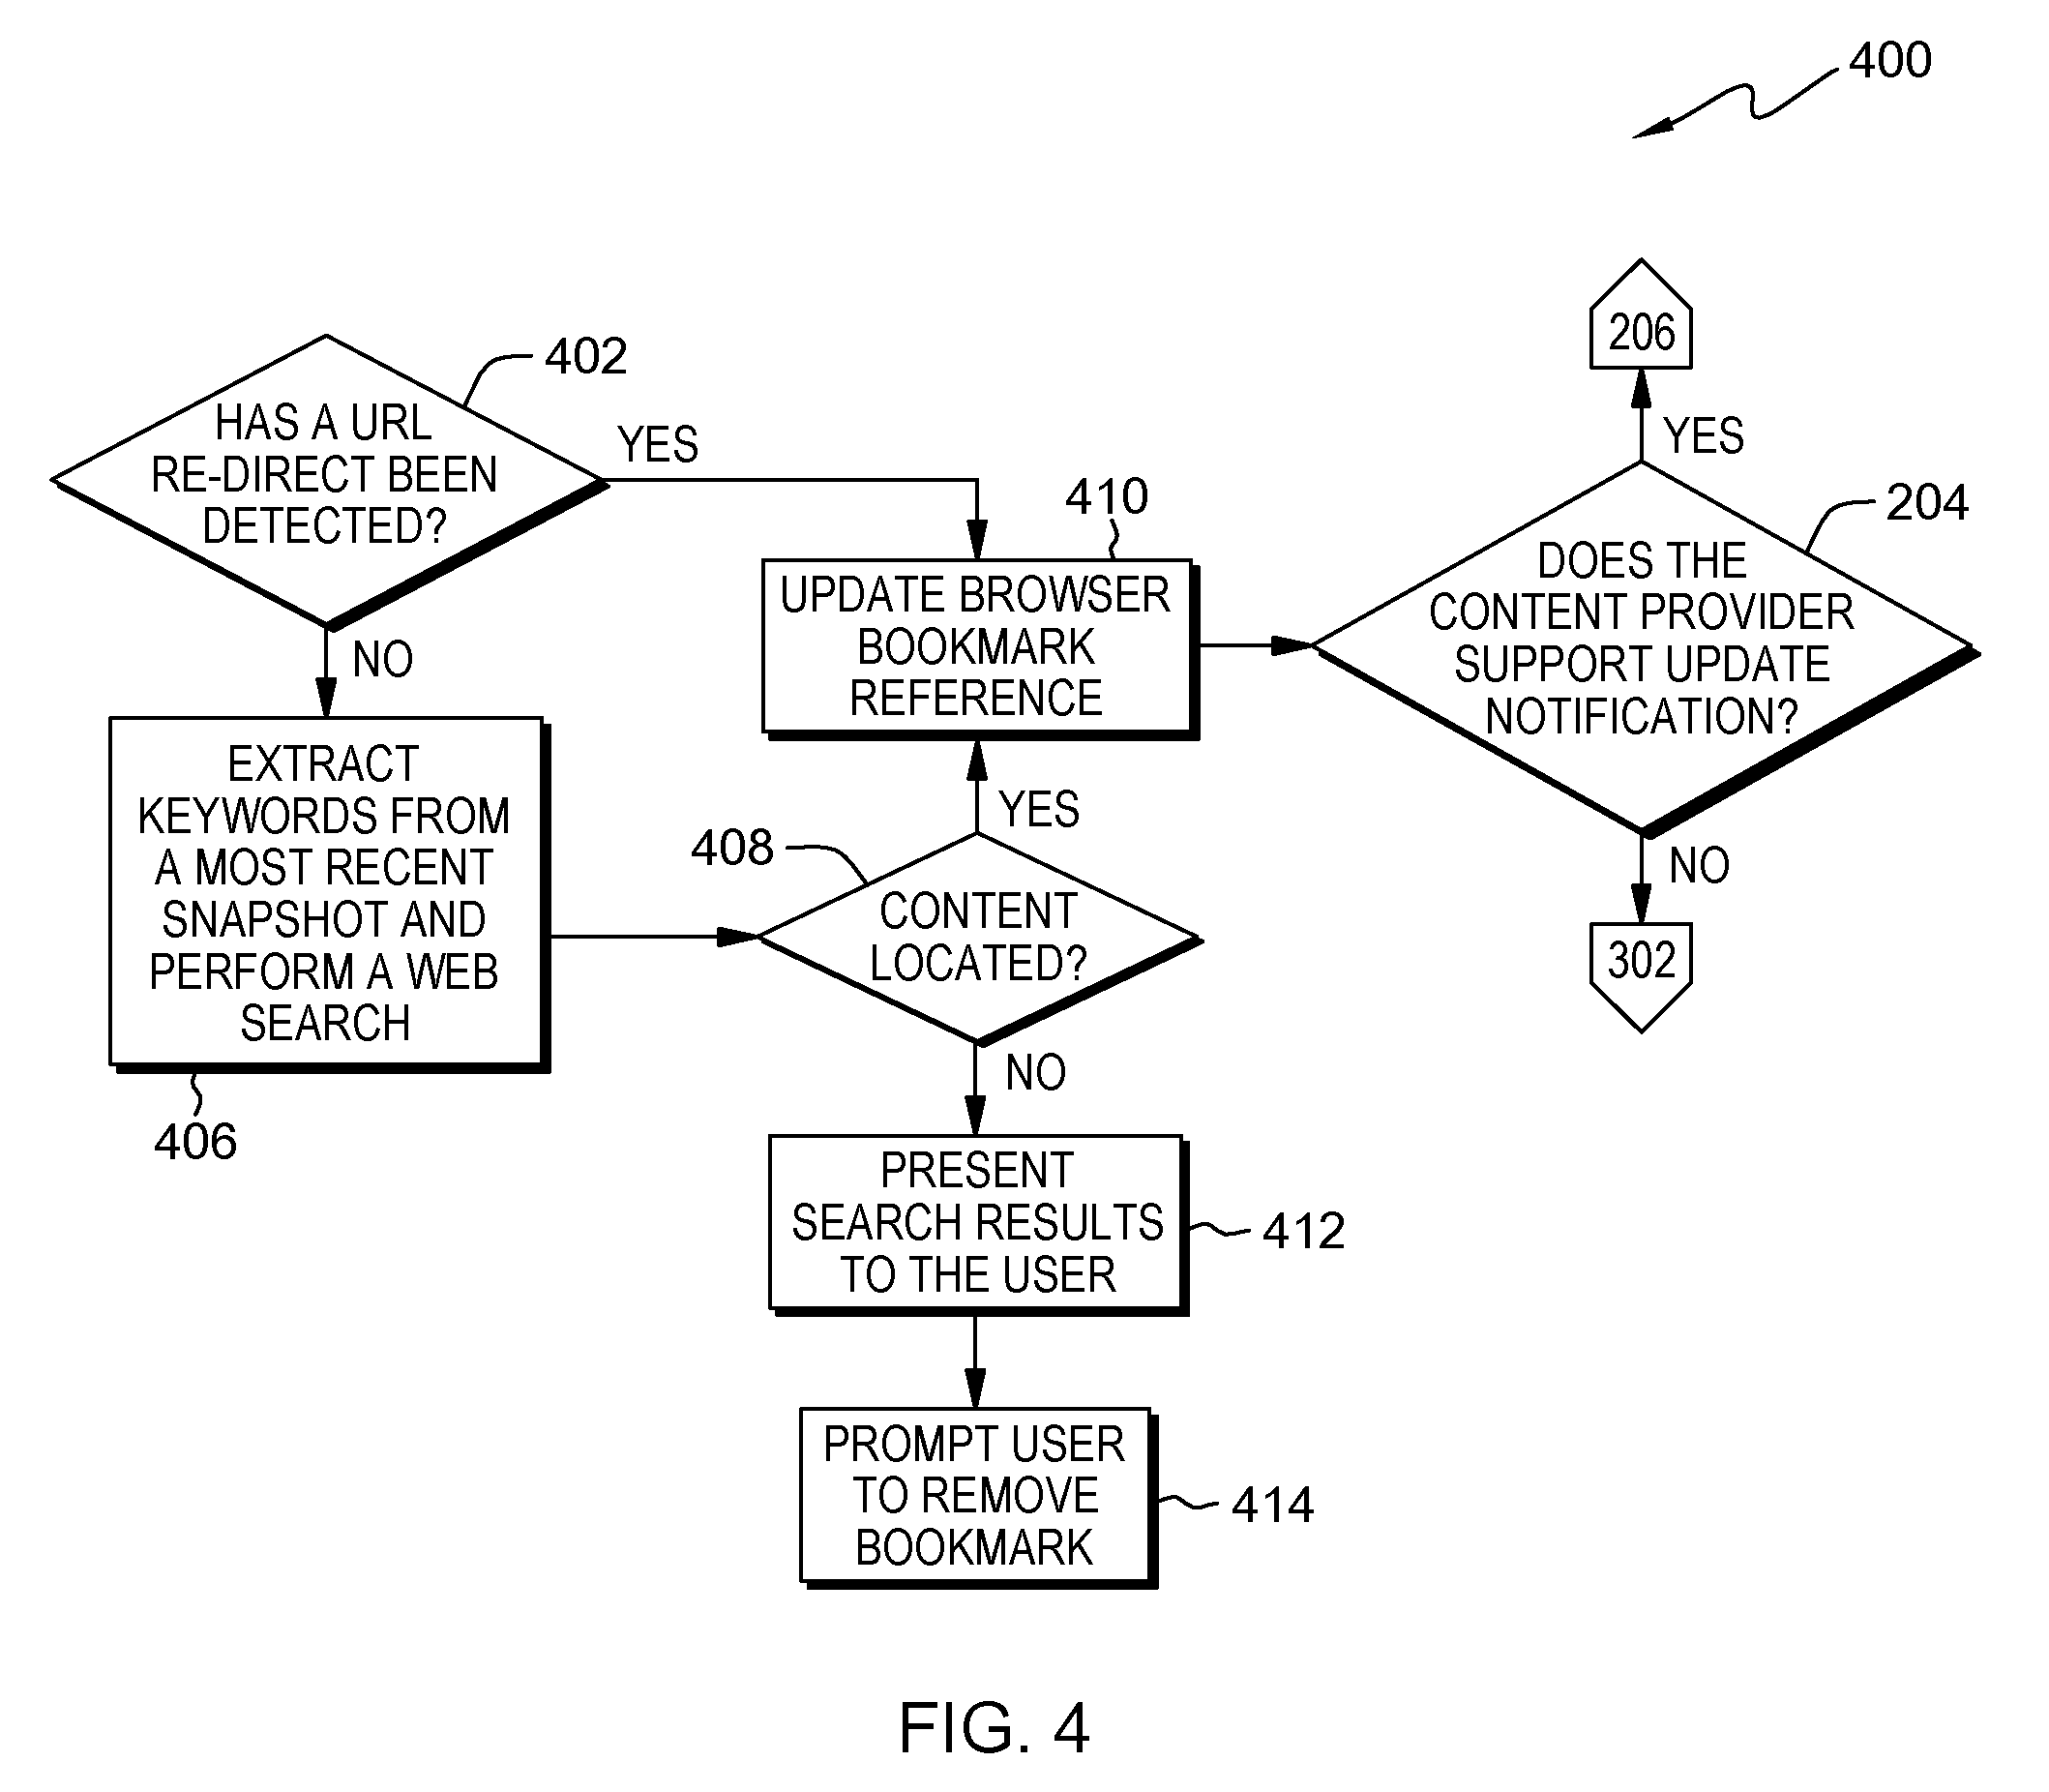 400
402
HAS A URL
RE-DIRECT BEEN
DETECTED?
YES
NO
EXTRACT
KEYWORDS FROM
A MOST RECENT
SNAPSHOT AND
PERFORM A WEB
SEARCH
406
410
UPDATE BROWSER
BOOKMARK
REFERENCE
YES
408
CONTENT
LOCATED?
NO
PRESENT
SEARCH RESULTS
TO THE USER
412
PROMPT USER
TO REMOVE
BOOKMARK
414
206
YES
204
DOES THE
CONTENT PROVIDER
SUPPORT UPDATE
NOTIFICATION?
NO
302
FIG. 4